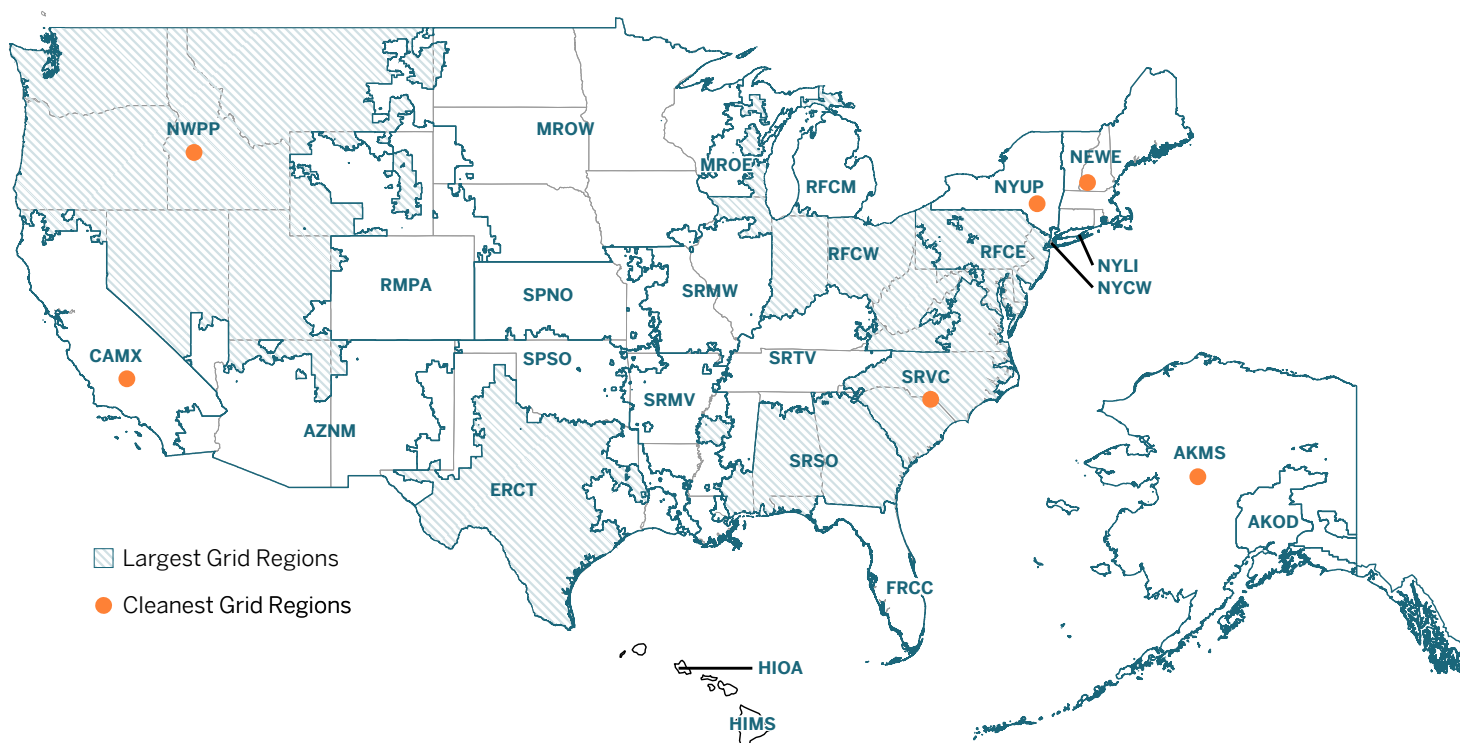 NWPP
MROW
MROE
RFCM
NYUP
NEWE
RFCW
RFCE
NYLI
NYCW
RMPA
SPNO
SRMW
CAMX
SPSO
SRTV
SRVC
SRMV
AZNM
SRSO
ERCT
AKMS
AKOD
Largest Grid Regions
Cleanest Grid Regions
FRCC
HIOA
HIMS